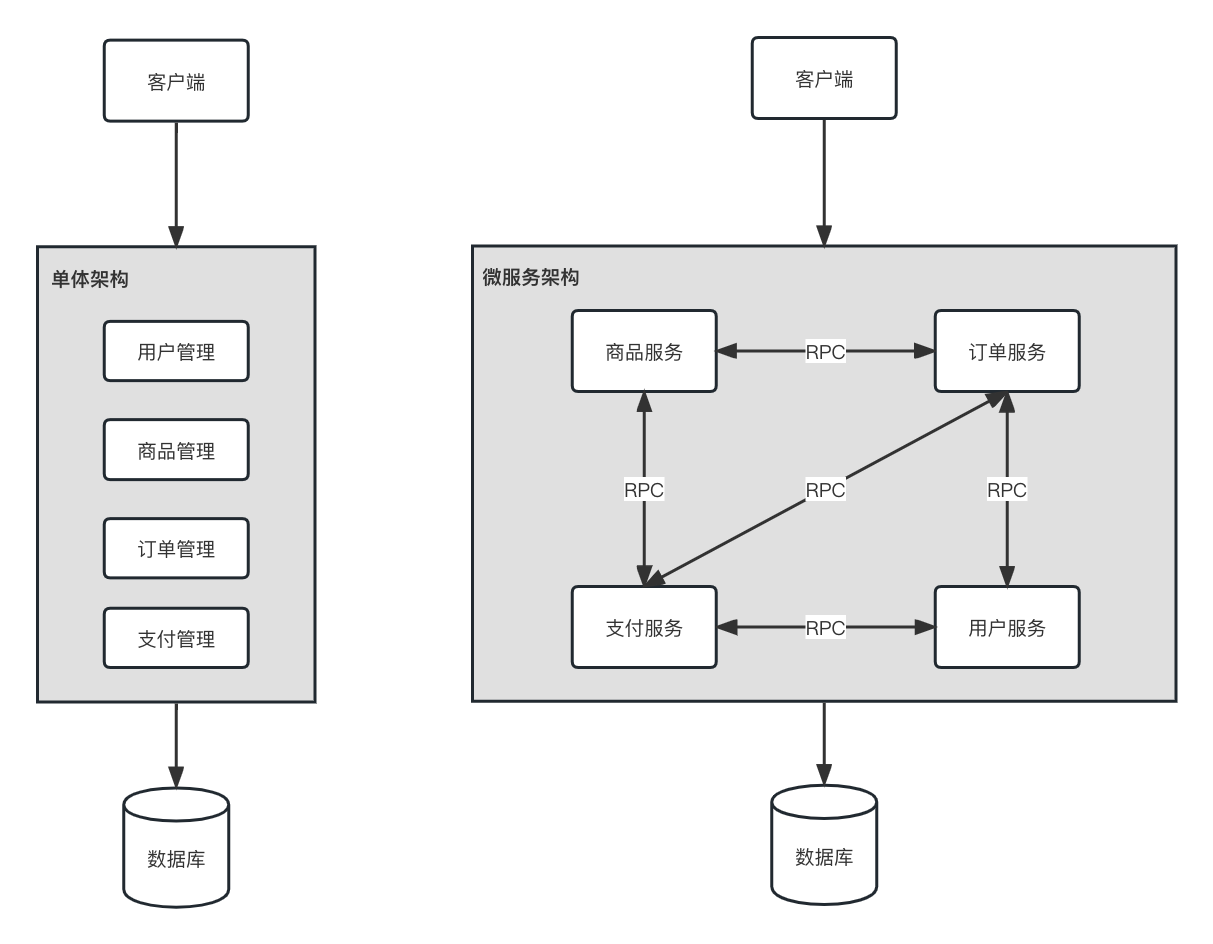 客户端
单体架构
用户管理
商品管理
订单管理
支付管理
数据库
客户端
微服务架构
商品服务
RPC
订单服务
RPC
RPC
RPC
支付服务
RPC
用户服务
数据库